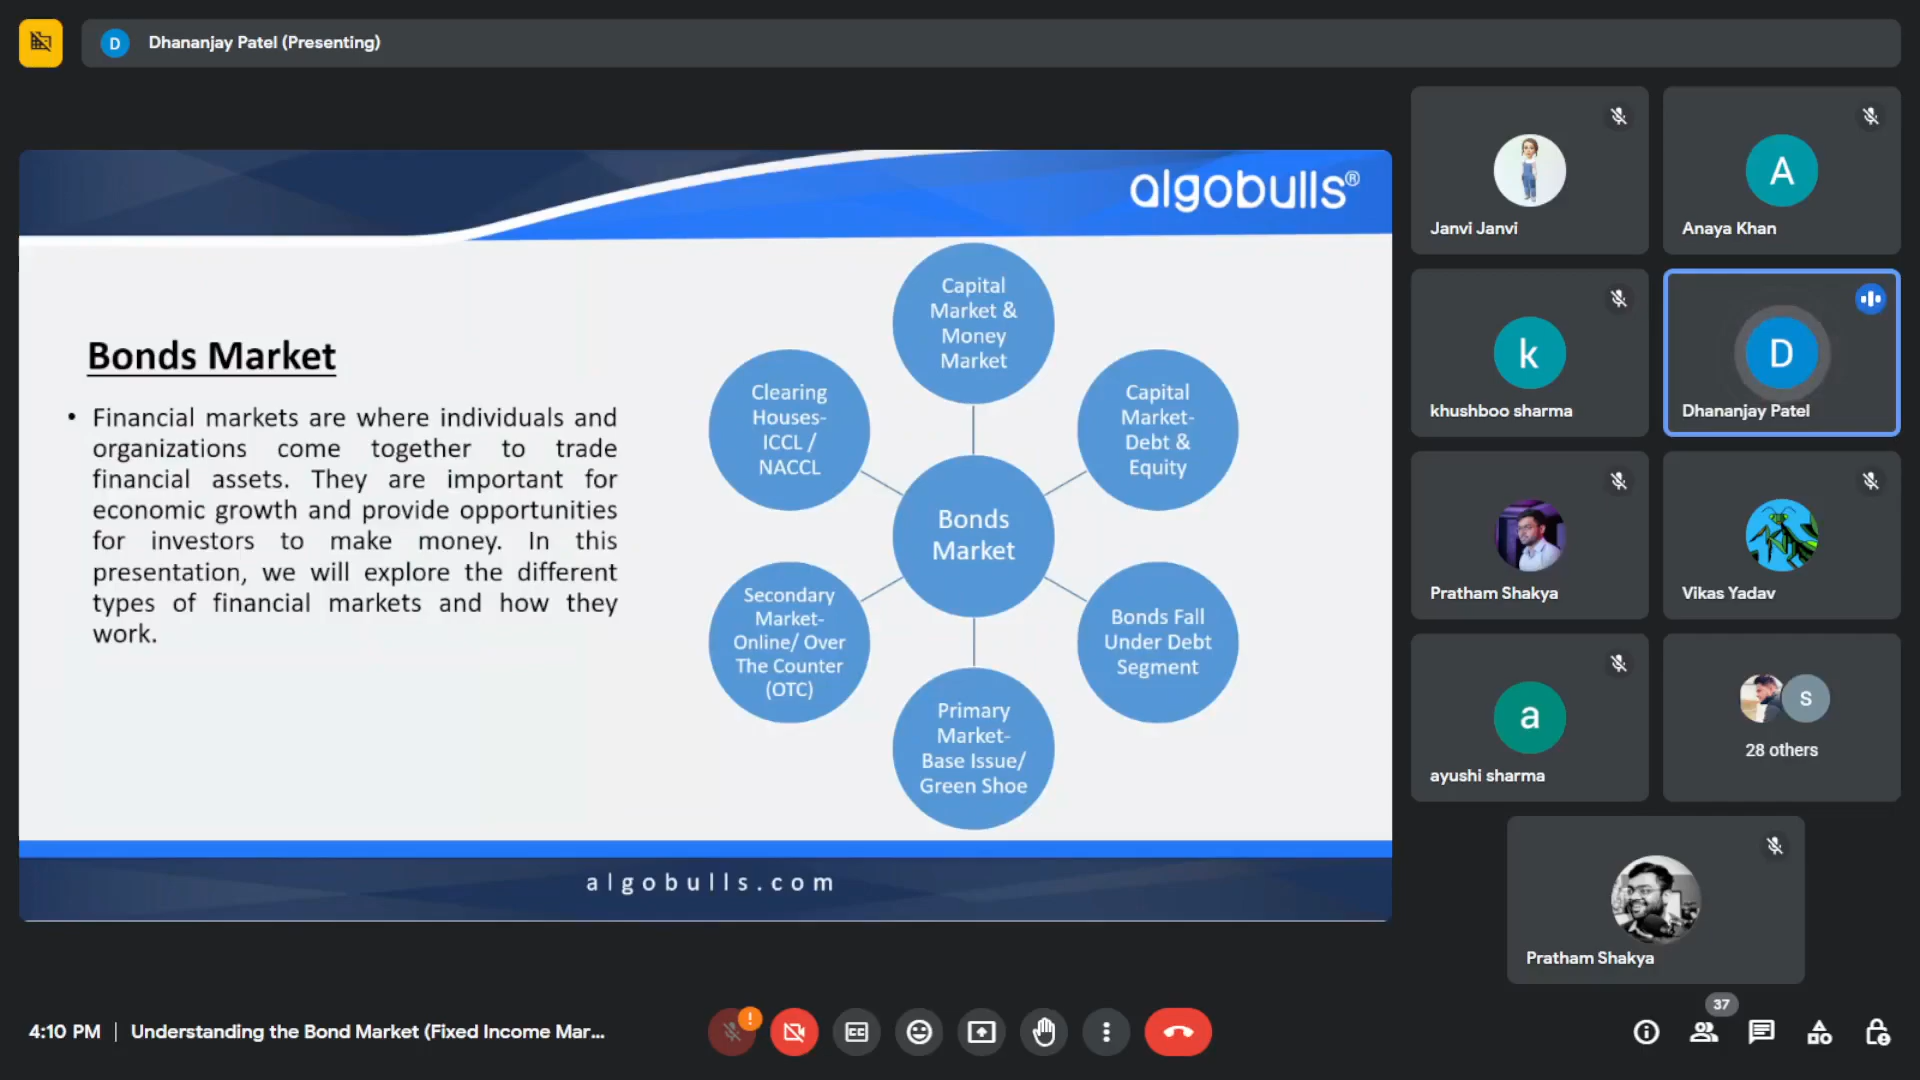 D Dhananjay Patel (Presenting)
algobulls®
Bonds Market
• Financial markets are where individuals and
organizations come together to trade
financial assets. They are important for
economic growth and provide opportunities
for investors to make money. In this
presentation, we will explore the different
types of financial markets and how they
work.
Capital
Market &
Money
Market
Capital
Market-
Debt &
Equity
Bonds Fall
Under Debt
Segment
Primary
Market-
Base Issue/
Green Shoe
Secondary
Market-
Online/ Over
The Counter
(OTC)
Clearing
Houses-
ICCL /
NACCL
Bonds
Market
algobulls.com
Janvi Janvi
A
Anaya Khan
k
khushboo sharma
D
Dhananjay Patel
Pratham Shakya
Vikas Yadav
a
ayushi sharma
s
28 others
Pratham Shakya
4:10 PM | Understanding the Bond Market (Fixed Income Mar...
!
CC
37